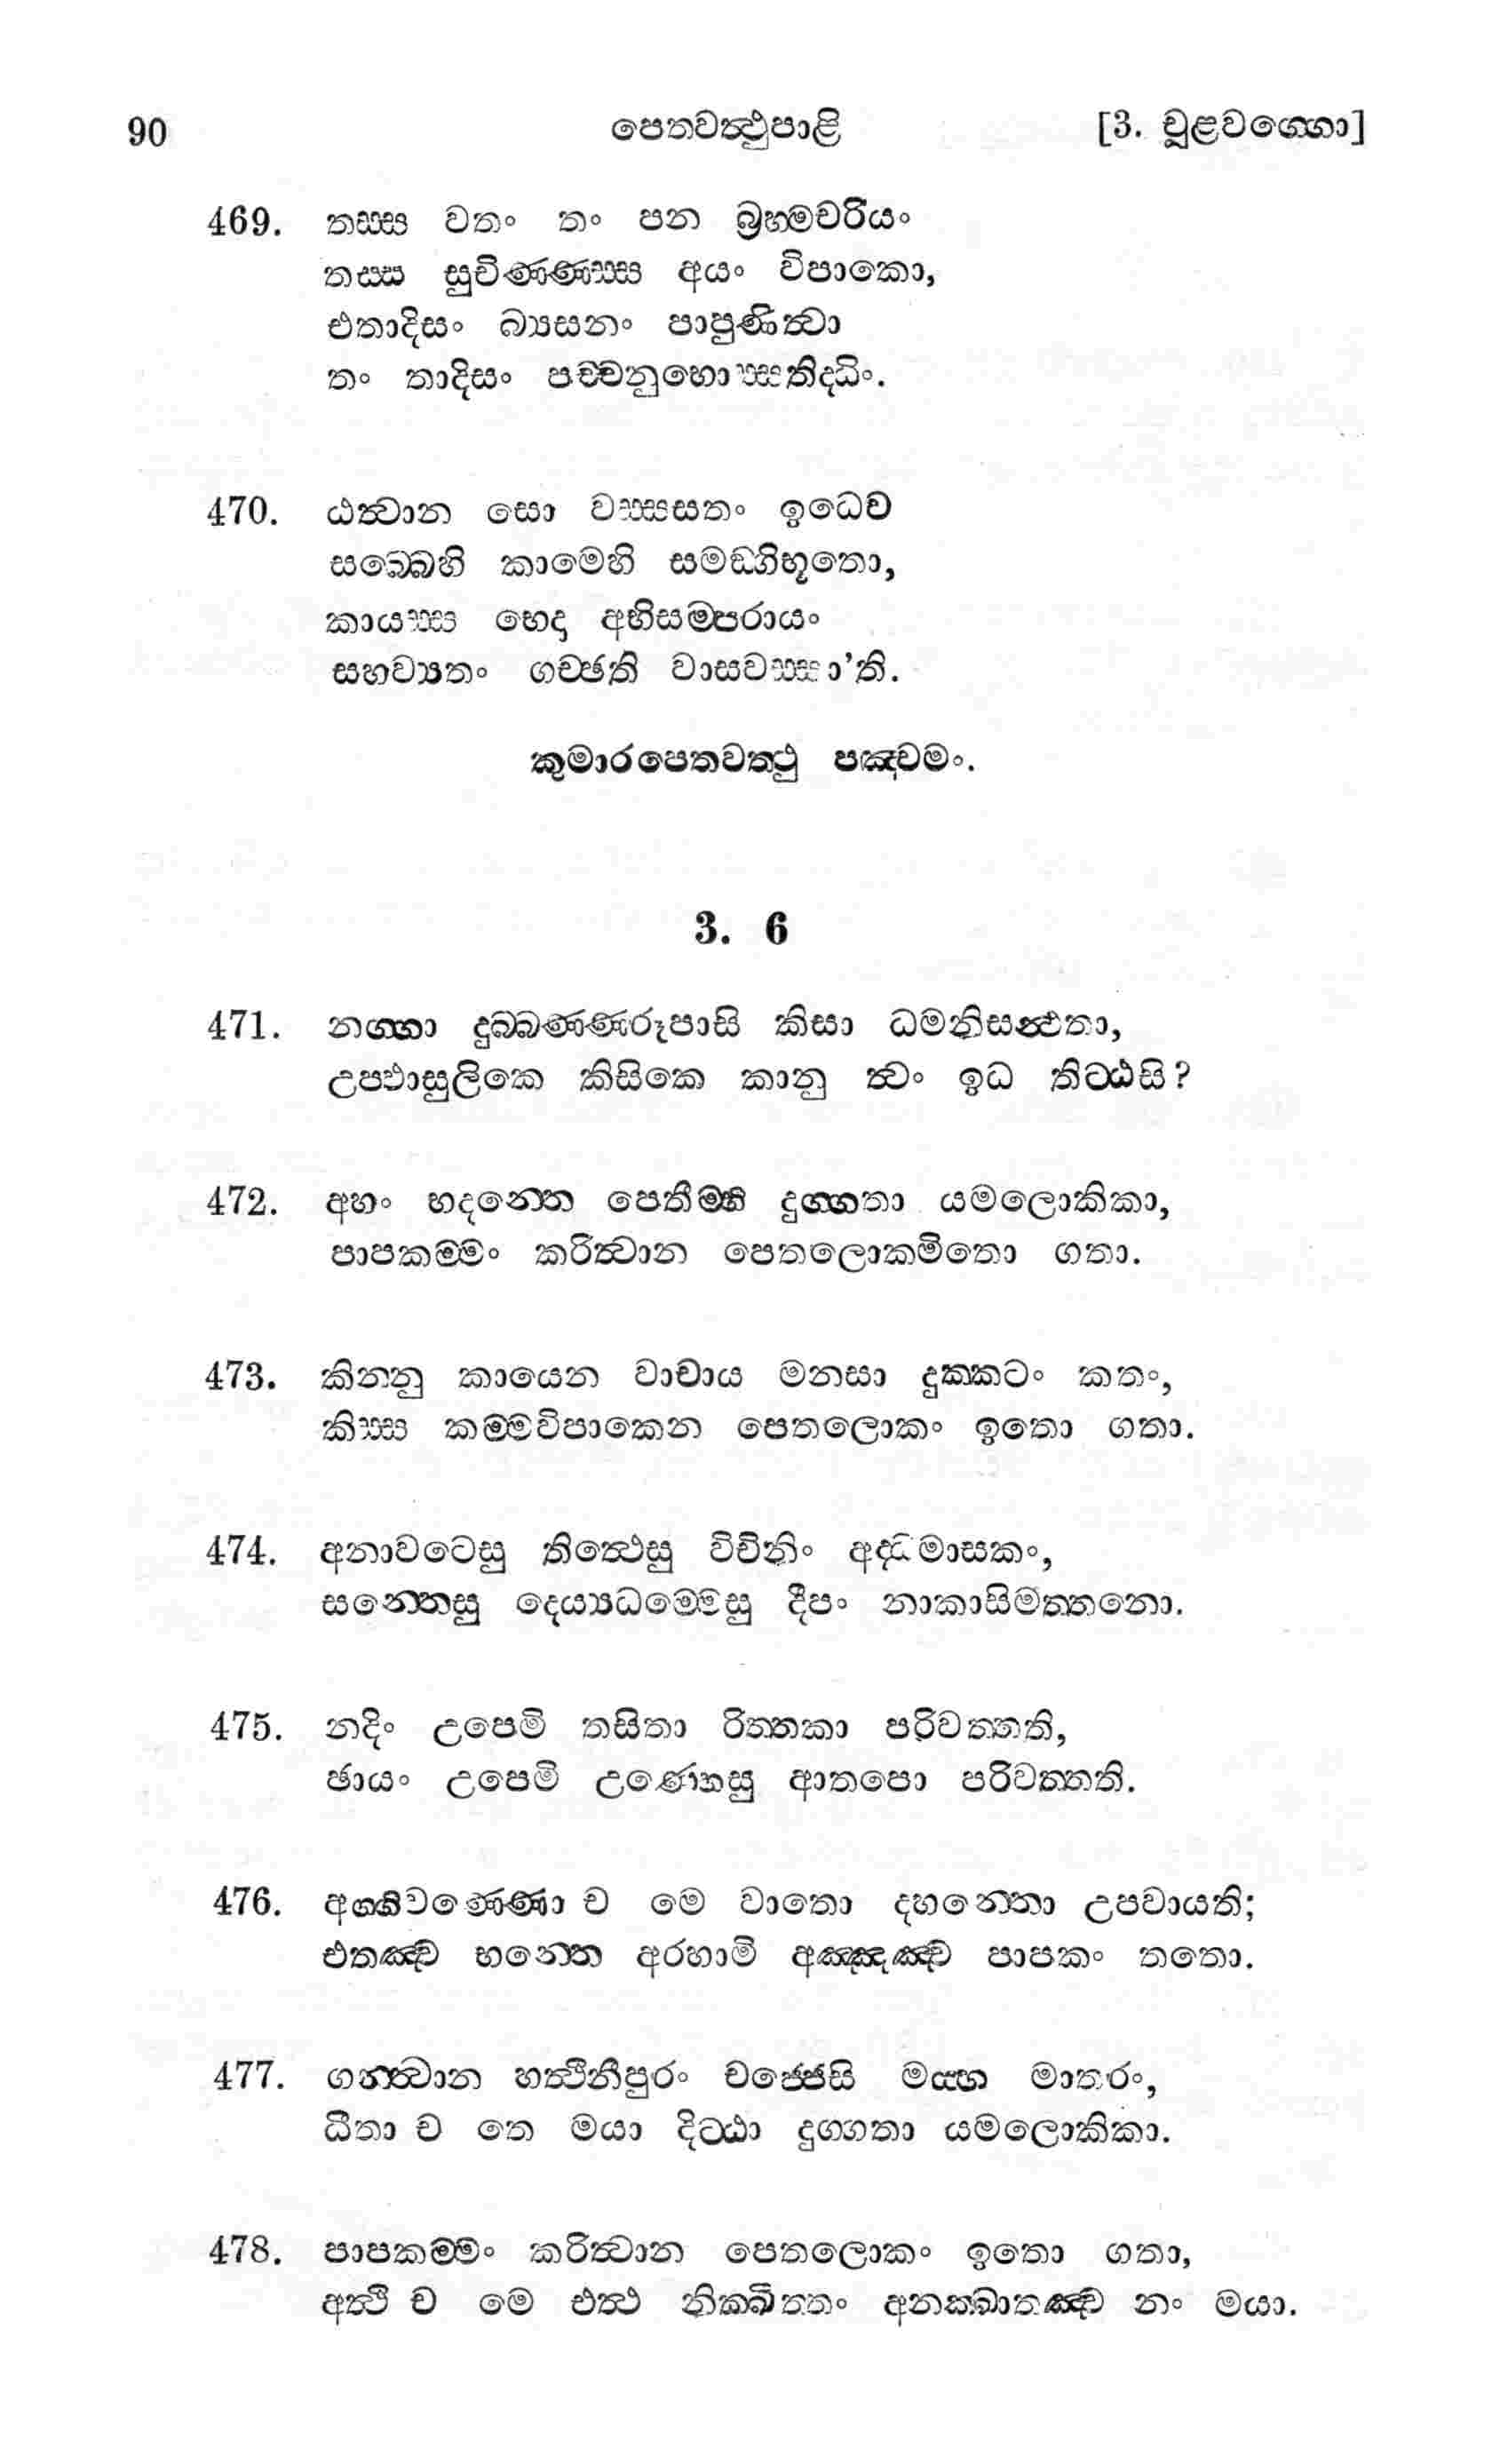 90 පෙතවත්‍ථුපාළි [3. චූළවග්ගො]
469. තස්ස වතං තං පන බ්‍රහ්මචරියං
තස්ස සුචිණ්ණස්ස අයං විපාකො,
එතාදිසං බ්‍යසනං පාපුණිත්‍වා
තං තාදිසං පච්චනුභොස්සතිද්ධිං.
470. ඨත්‍වාන සො වස්සසතං ඉධෙව
සබ්බෙහි කාමෙහි සමඞ්ගිභූතො,
කායස්ස භෙදා අභිසම්පරායං
සහව්‍යතං ගච්ඡති වාසවස්සා’ති.
කුමාරපෙතවත්‍ථු පඤ්චමං.
3. 6
471. නග්ගා දුබ්බණ්ණරූපාසි කිසා ධමනිසන්‍ථතා,
උප්ඵාසුලිකෙ කිසිකෙ කානු ත්‍වං ඉධ තිට්ඨසි?
472. අහං භදන්තෙ පෙතීම්හි දුග්ගතා යමලොකිකා,
පාපකම්මං කරිත්‍වාන පෙතලොකමිතො ගතා.
473. කින්නු කායෙන වාචාය මනසා දුක්කටං කතං,
කිස්ස කම්මවිපාකෙන පෙතලොකං ඉතො ගතා.
474. අනාවටෙසු තිත්‍ථෙසු විචිනිං අද්ධමාසකං,
සන්තෙසු දෙය්‍යධම්මෙසු දීපං නාකාසිමත්තනො.
475. නදිං උපෙමි තසිතා රිත්තකා පරිවත්තති,
ඡායං උපෙමි උණ්හෙසු ආතපො පරිවත්තති.
476. අග්ගිවණ්ණො ච මෙ වාතො දහන්තො උපවායති;
එතඤ්ච භන්තෙ අරහාමි අඤ්ඤඤ්ච පාපකං තතො.
477. ගන්ත්‍වාන හත්‍ථිනීපුරං වජ්ජෙසි මය්හ මාතරං,
ධීතා ච තෙ මයා දිට්ඨා දුග්ගතා යමලොකිකා.
478. පාපකම්මං කරිත්‍වාන පෙතලොකං ඉතො ගතා,
අත්‍ථි ච මෙ එත්‍ථ නික්ඛිත්තං අනක්ඛාතඤ්ච තං මයා.